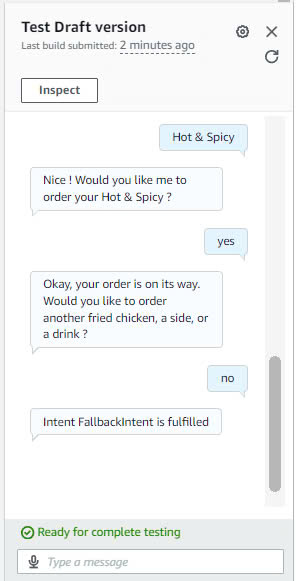 Test Draft version
Last build submitted: 2 minutes ago
Inspect
Hot & Spicy
Nice ! Would you like me to
order your Hot & Spicy ?
yes
Okay, your order is on its way.
Would you like to order
another fried chicken, a side, or
a drink ?
no
Intent FallbackIntent is fulfilled
Ready for complete testing
Type a message